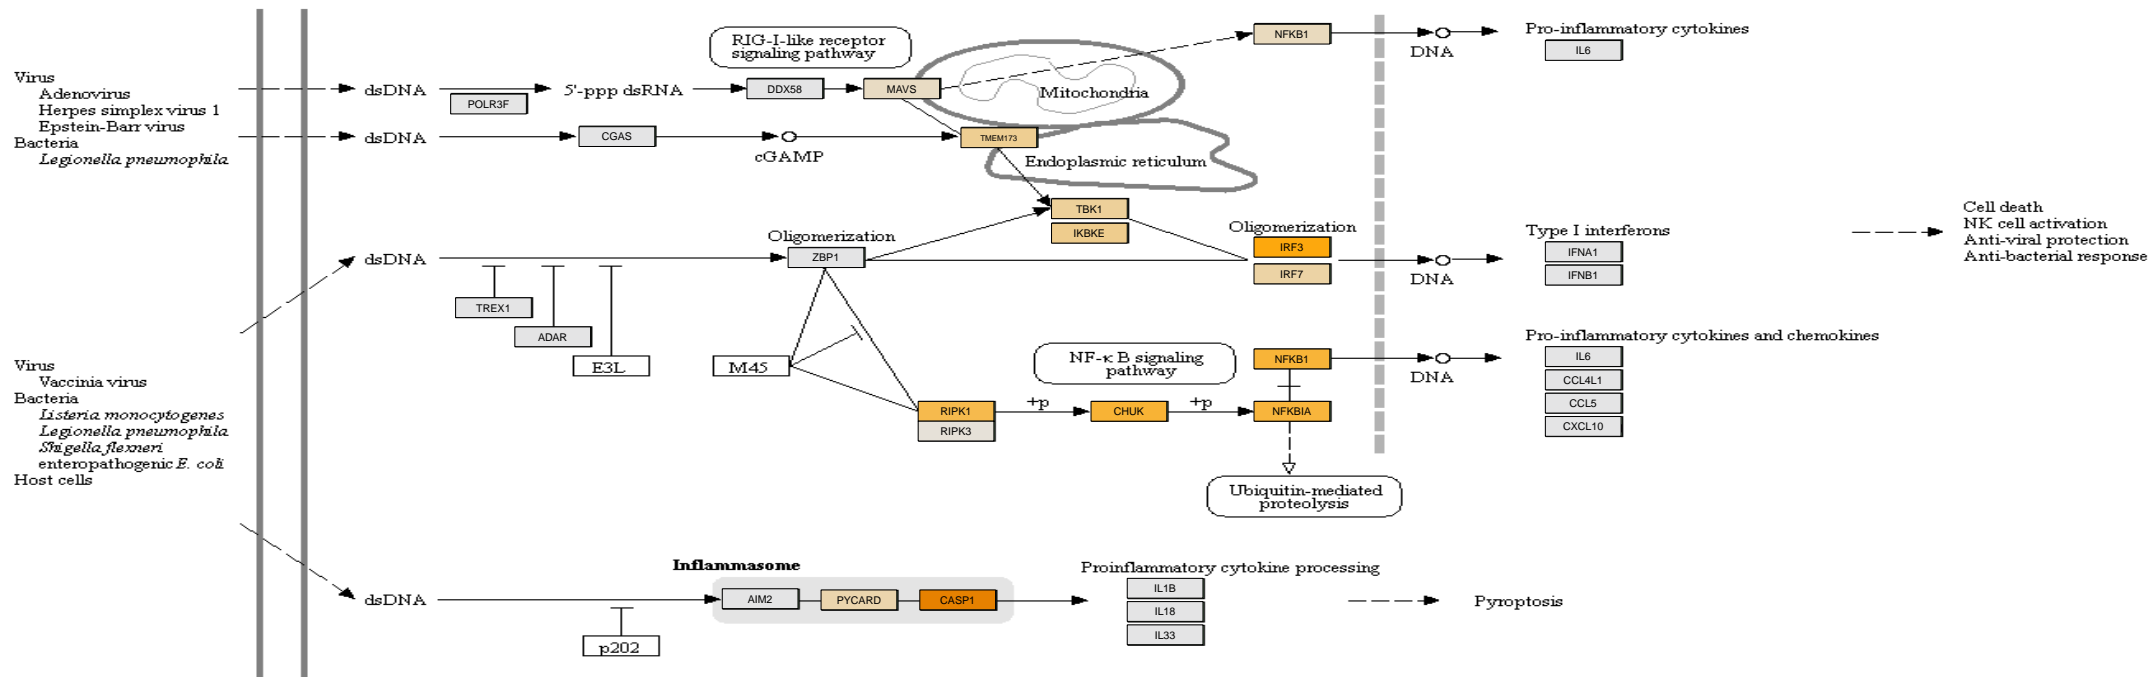 RIG-I-like receptor
signaling pathway
NFKB1
DNA
Pro-inflammatory cytokines
IL6
Virus
Adenovirus
Herpes simplex virus 1
Epstein-Barr virus
Bacteria
Legionella pneumophila
dsDNA
POLR3F
5'-ppp dsRNA
DDX58
MAVS
Mitochondria
dsDNA
CGAS
cGAMP
TMEM173
Endoplasmic reticulum
TBK1
IKBKE
Oligomerization
ZBP1
Oligomerization
IRF3
IRF7
DNA
Type I interferons
IFNA1
IFNB1
Cell death
NK cell activation
Anti-viral protection
Anti-bacterial response
dsDNA
TREX1
ADAR
E3L
M45
NF-κ B signaling
pathway
NFKB1
DNA
Pro-inflammatory cytokines and chemokines
IL6
CCL4L1
CCL5
CXCL10
Virus
Vaccinia virus
Bacteria
Listeria monocytogenes
Legionella pneumophila
Shigella flexneri
enteropathogenic E. coli
Host cells
RIPK1
RIPK3
+p
CHUK
+p
NFKBIA
Ubiquitin-mediated
proteolysis
Inflammasome
dsDNA
p202
AIM2
PYCARD
CASP1
Proinflammatory cytokine processing
IL1B
IL18
IL33
Pyroptosis